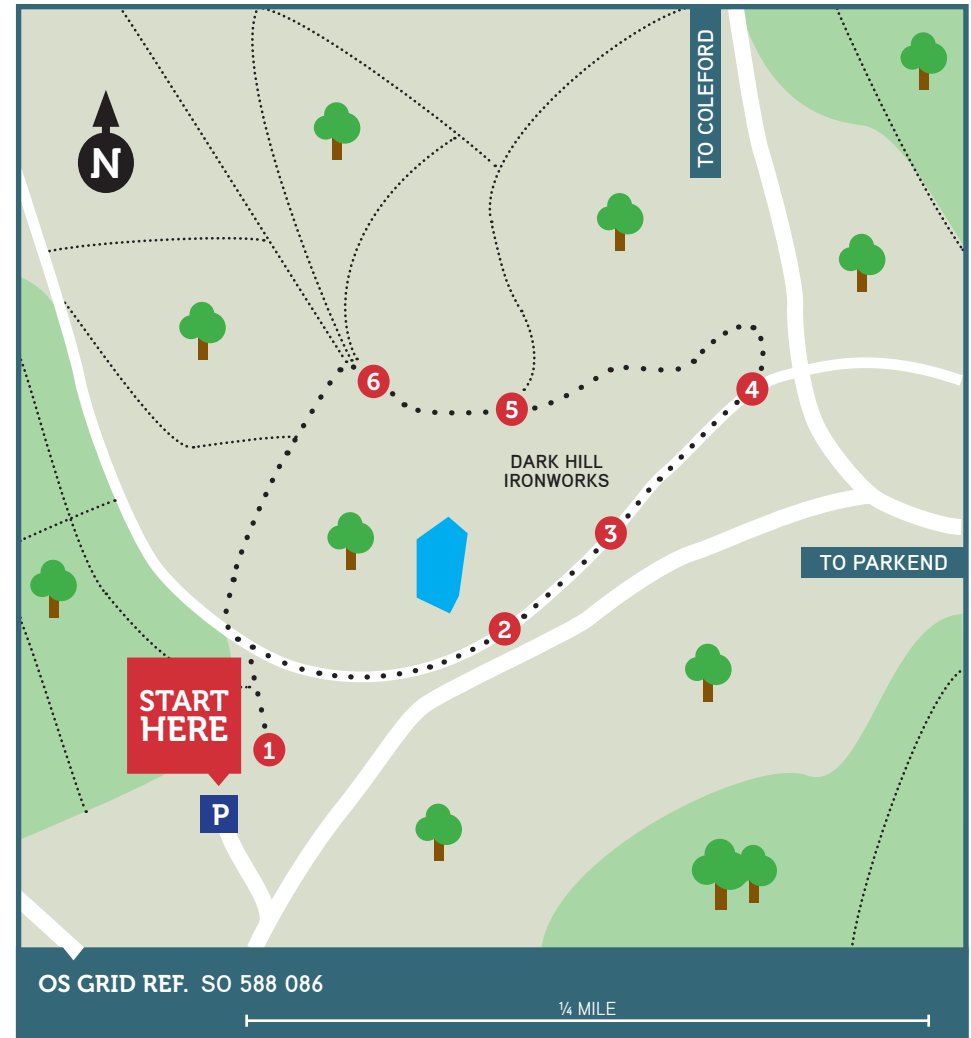 TO COLEFORD
N
6
4
5
DARK HILL
IRONWORKS
3
TO PARKEND
2
START
HERE
1
P
OS GRID REF. SO 588 086
¼ MILE